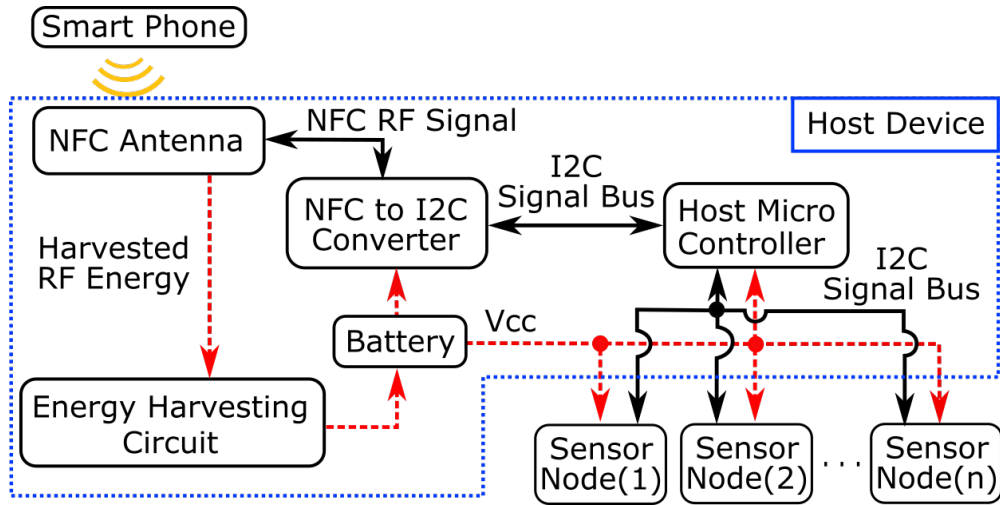 Smart Phone
Host Device
NFC Antenna
NFC RF Signal
I2C
Signal Bus
NFC to I2C
Converter
Host Micro
Controller
Harvested
RF Energy
I2C
Signal Bus
Battery
Vcc
Energy Harvesting
Circuit
Sensor
Node(1)
Sensor
Node(2)
...
Sensor
Node(n)